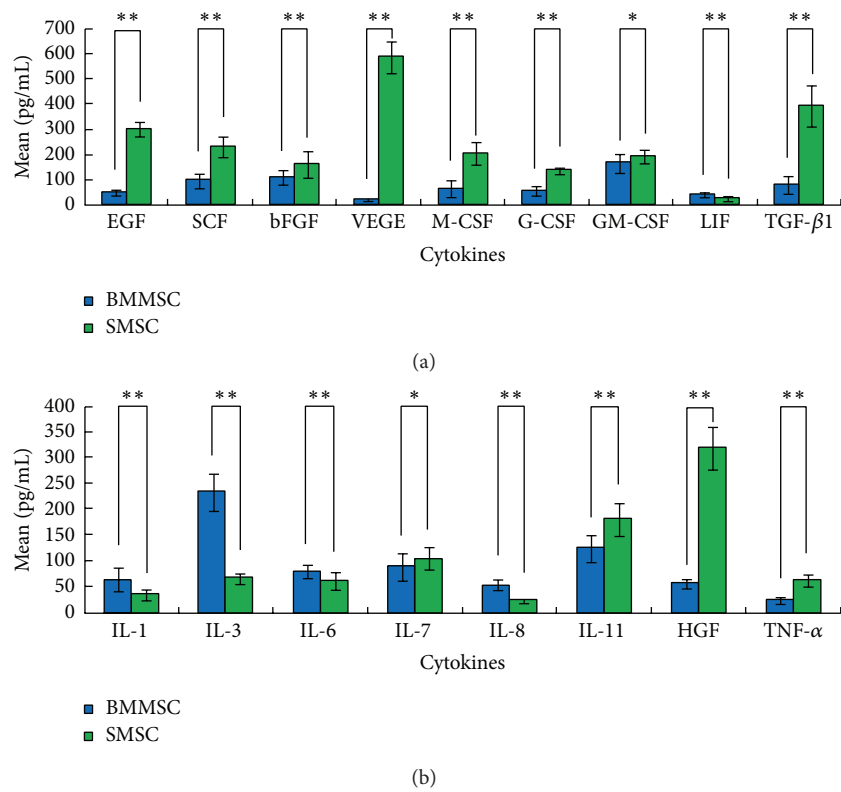 ** ** ** ** ** ** * ** **
700
600
500
400
300
200
100
0
Mean (pg/mL)
EGF SCF bFGF VEGE M-CSF G-CSF GM-CSF LIF TGF-β1
Cytokines
BMMSC
SMSC
(a)
** ** ** * ** ** ** **
400
350
300
250
200
150
100
50
0
Mean (pg/mL)
IL-1 IL-3 IL-6 IL-7 IL-8 IL-11 HGF TNF-α
Cytokines
BMMSC
SMSC
(b)